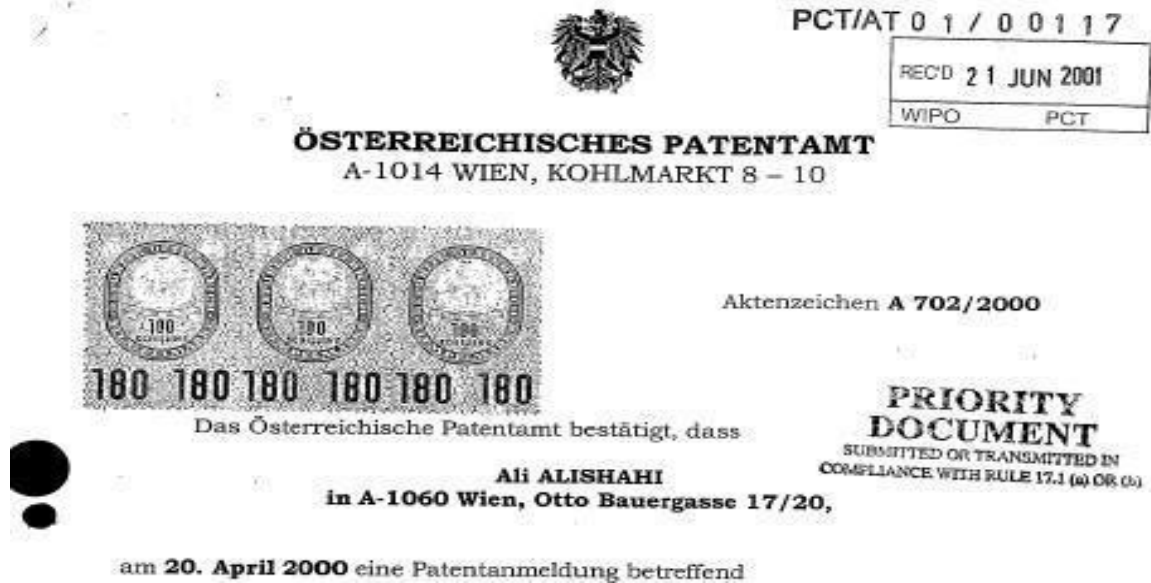 PCT/AT 01/00117
REC'D 21 JUN 2001
WIPO PCT
ÖSTERREICHISCHES PATENTAMT
A-1014 WIEN, KOHLMARKT 8 – 10
180 180 180
180 180 180 180 180 180
Aktenzeichen A 702/2000
PRIORITY
DOCUMENT
SUBMITTED OR TRANSMITTED IN
COMPLIANCE WITH RULE 17.1 (a) OR (b)
Das Österreichische Patentamt bestätigt, dass
Ali ALISHAHI
in A-1060 Wien, Otto Bauergasse 17/20,
am 20. April 2000 eine Patentanmeldung betreffend